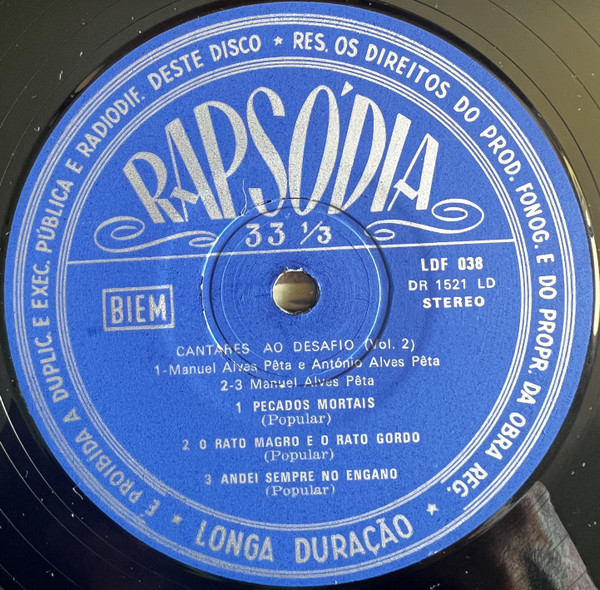 É PROIBÍDA A DUPLIC. E EXEC. PÚBLICA E RADIODIF. DESTE DISCO ★ RES. OS DIREITOS DO PROD. FONOG. E DO PROPR. DA OBRA REG. ★
RAPSÓDIA
33 1/3
LDF 038
DR 1521 LD
STEREO
BIEM
CANTARES AO DESAFIO (Vol. 2)
1-Manuel Alves Pêta e António Alves Pêta
2-3 Manuel Alves Pêta
1 PECADOS MORTAIS
(Popular)
2 O RATO MAGRO E O RATO GORDO
(Popular)
3 ANDEI SEMPRE NO ENGANO
(Popular)
★ LONGA DURAÇÃO